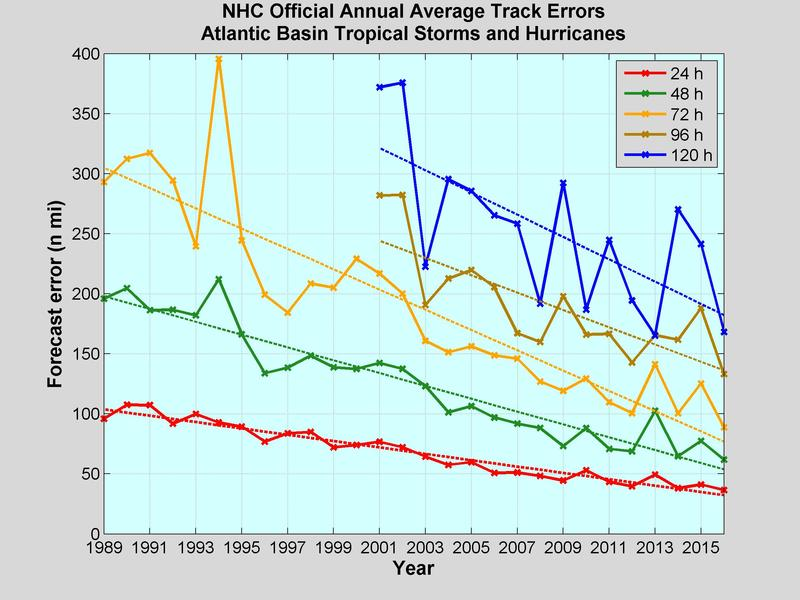 NHC Official Annual Average Track Errors
Atlantic Basin Tropical Storms and Hurricanes
400
350
300
250
200
150
100
50
0
Forecast error (n mi)
24 h
48 h
72 h
96 h
120 h
1989 1991 1993 1995 1997 1999 2001 2003 2005 2007 2009 2011 2013 2015
Year